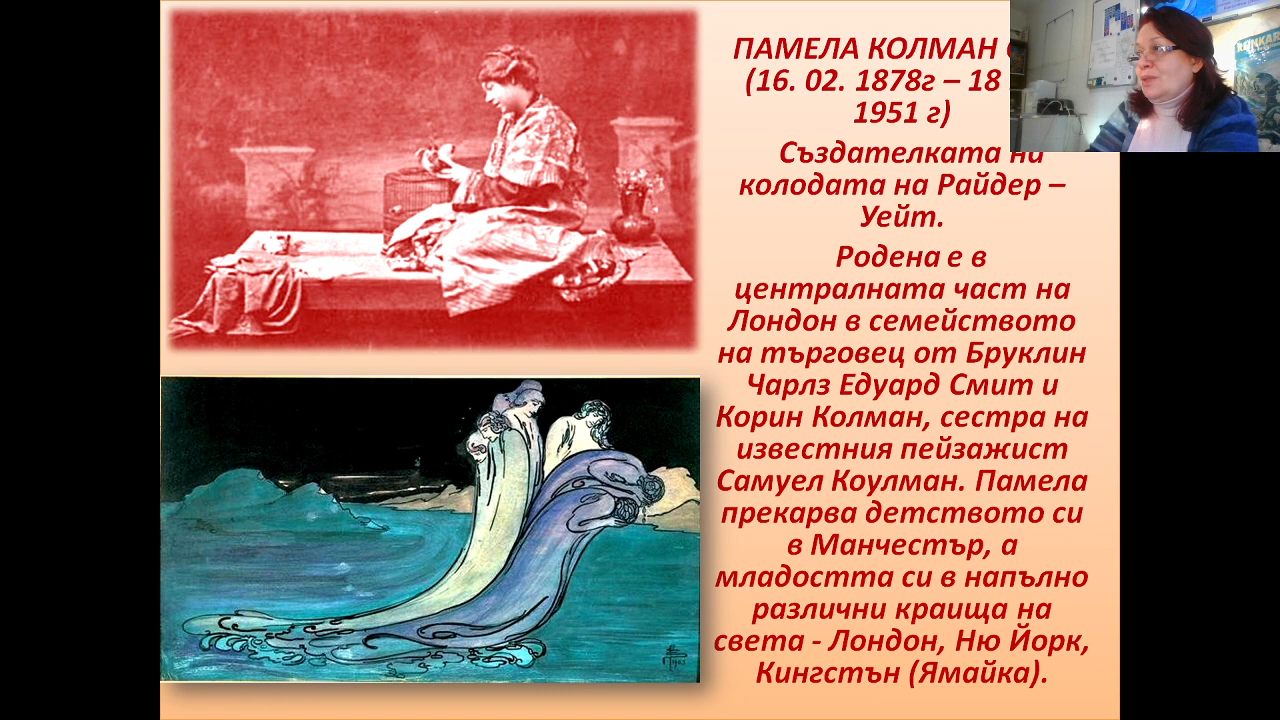 ПАМЕЛА КОЛМАН
(16. 02. 1878г – 18
1951 г)
Създателката на
колодата на Райдер –
Уейт.
Родена е в
централната част на
Лондон в семейството
на търговец от Бруклин
Чарлз Едуард Смит и
Корин Колман, сестра на
известния пейзажист
Самуел Коулман. Памела
прекарва детството си
в Манчестър, а
младостта си в напълно
различни краища на
света - Лондон, Ню Йорк,
Кингстън (Ямайка).